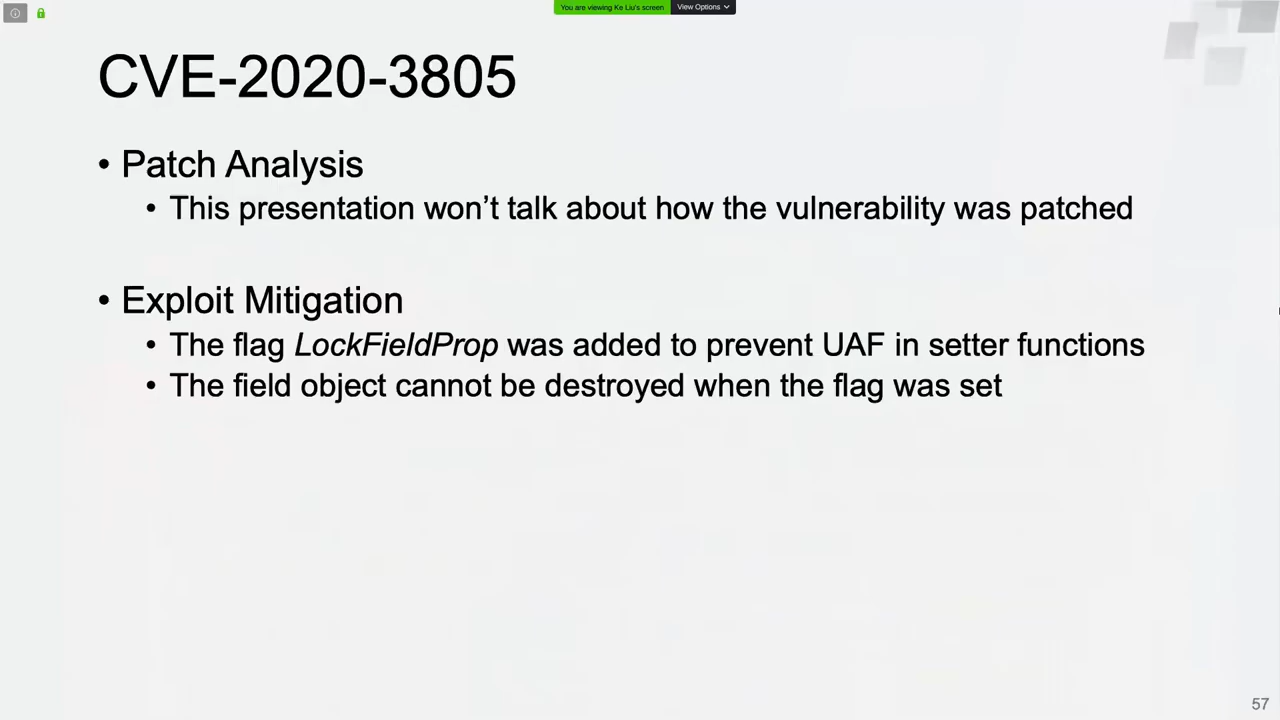 You are viewing Ke Liu's screen
View Options
CVE-2020-3805
• Patch Analysis
• This presentation won’t talk about how the vulnerability was patched
• Exploit Mitigation
• The flag LockFieldProp was added to prevent UAF in setter functions
• The field object cannot be destroyed when the flag was set
57